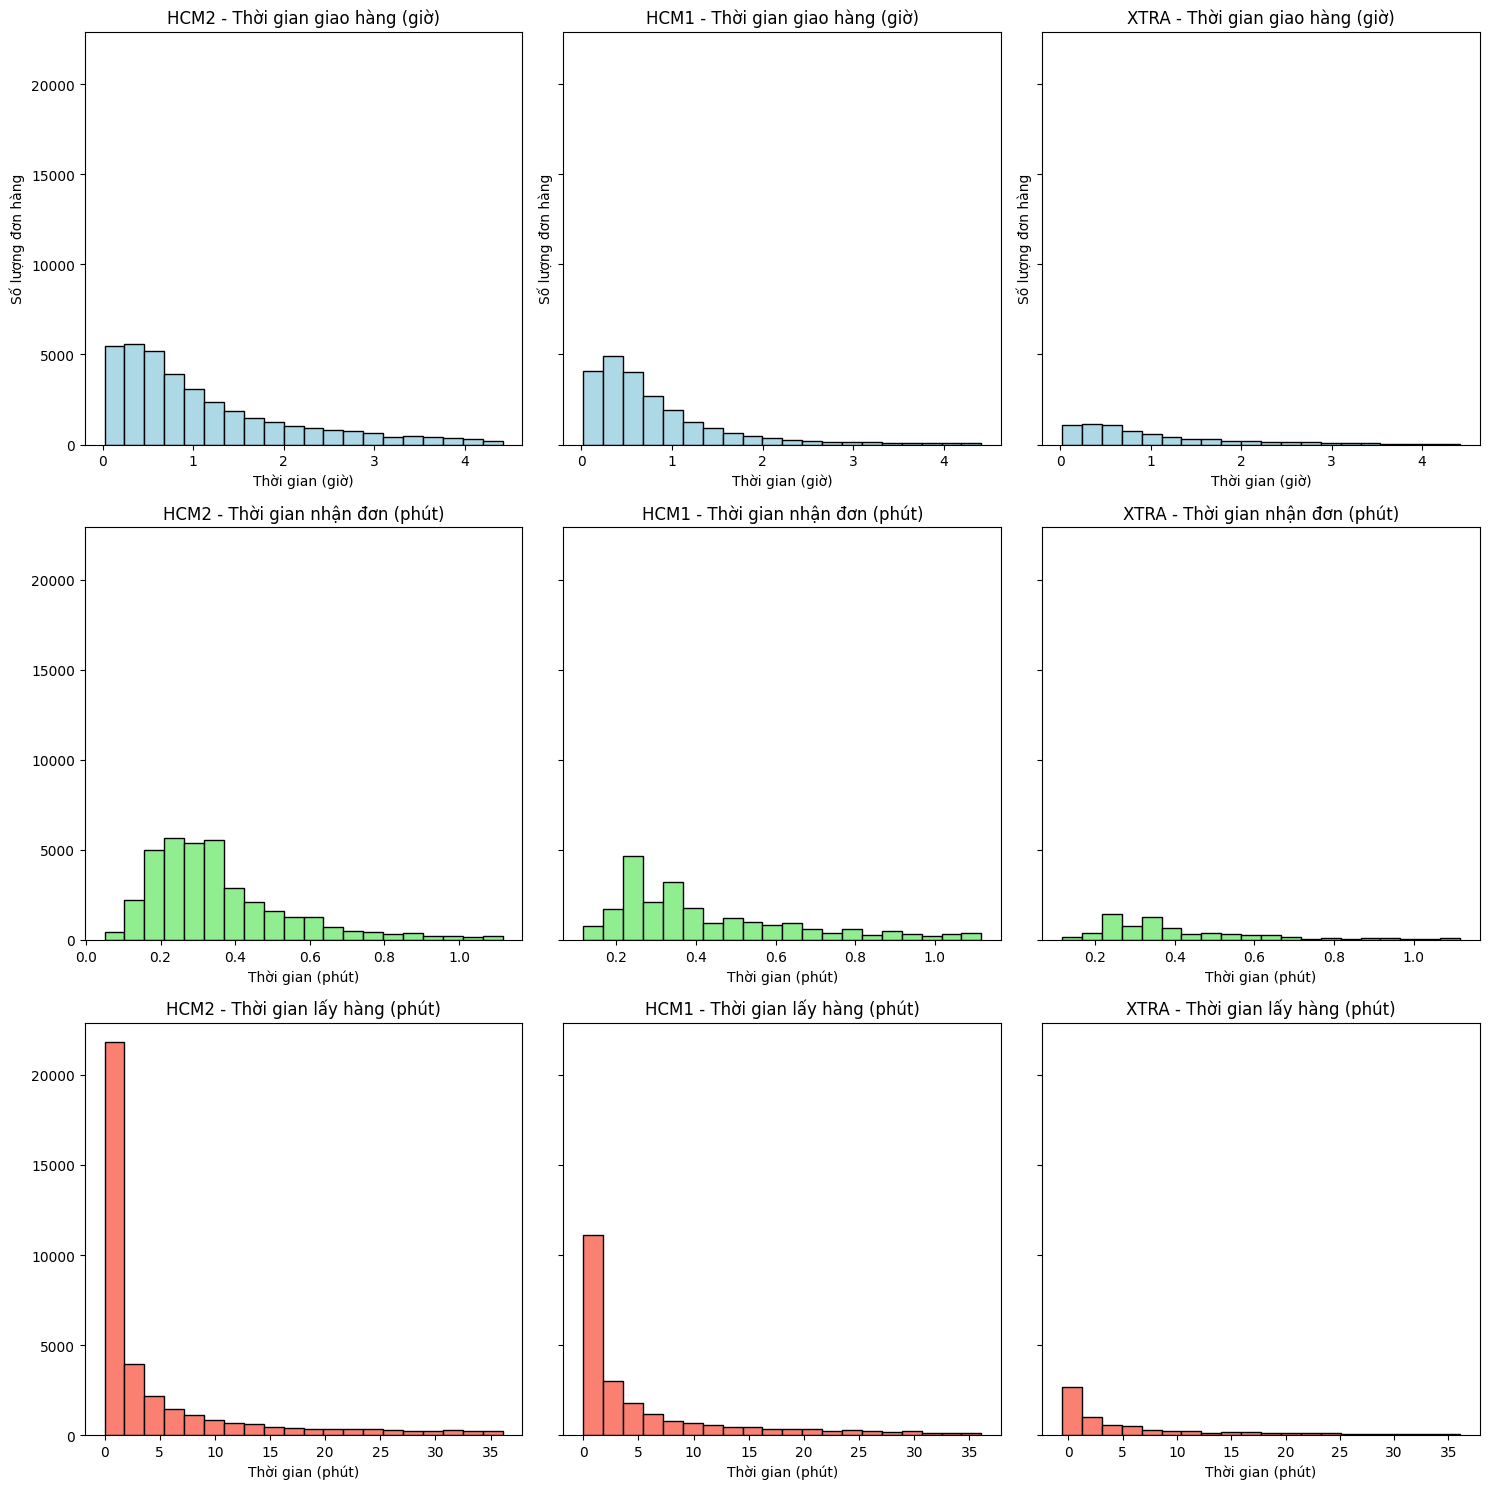 HCM2 - Thời gian giao hàng (giờ)
HCM1 - Thời gian giao hàng (giờ)
XTRA - Thời gian giao hàng (giờ)
Số lượng đơn hàng
20000
15000
10000
5000
0
0 1 2 3 4
Thời gian (giờ)
Số lượng đơn hàng
0 1 2 3 4
Thời gian (giờ)
Số lượng đơn hàng
0 1 2 3 4
Thời gian (giờ)
HCM2 - Thời gian nhận đơn (phút)
HCM1 - Thời gian nhận đơn (phút)
XTRA - Thời gian nhận đơn (phút)
20000
15000
10000
5000
0
0.0 0.2 0.4 0.6 0.8 1.0
Thời gian (phút)
0.2 0.4 0.6 0.8 1.0
Thời gian (phút)
0.2 0.4 0.6 0.8 1.0
Thời gian (phút)
HCM2 - Thời gian lấy hàng (phút)
HCM1 - Thời gian lấy hàng (phút)
XTRA - Thời gian lấy hàng (phút)
20000
15000
10000
5000
0
0 5 10 15 20 25 30 35
Thời gian (phút)
0 5 10 15 20 25 30 35
Thời gian (phút)
0 5 10 15 20 25 30 35
Thời gian (phút)